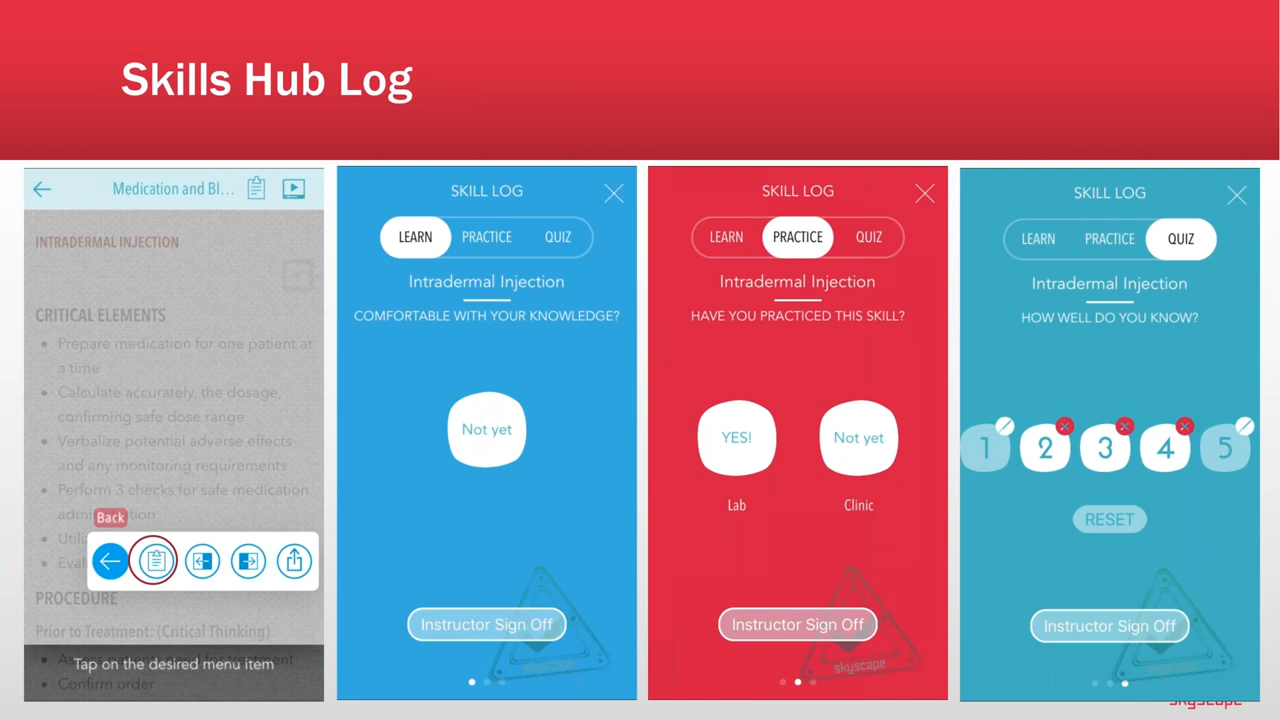 Skills Hub Log
Medication and Bl...
INTRADERMAL INJECTION
CRITICAL ELEMENTS
• Prepare medication for one patient at
a time
• Calculate accurately, the dosage,
confirming safe dose range
• Verbalize potential adverse effects
and any monitoring requirements
• Perform 3 checks for safe medication
Back
PROCEDURE
Prior to Treatment: (Critical Thinking)
Tap on the desired menu item
• Confirm order
SKILL LOG
LEARN PRACTICE QUIZ
Intradermal Injection
COMFORTABLE WITH YOUR KNOWLEDGE?
Not yet
Instructor Sign Off
SKILL LOG
LEARN PRACTICE QUIZ
Intradermal Injection
HAVE YOU PRACTICED THIS SKILL?
YES! Not yet
Lab Clinic
Instructor Sign Off
skyscape
SKILL LOG
LEARN PRACTICE QUIZ
Intradermal Injection
HOW WELL DO YOU KNOW?
1 2 3 4 5
RESET
Instructor Sign Off
skyscape